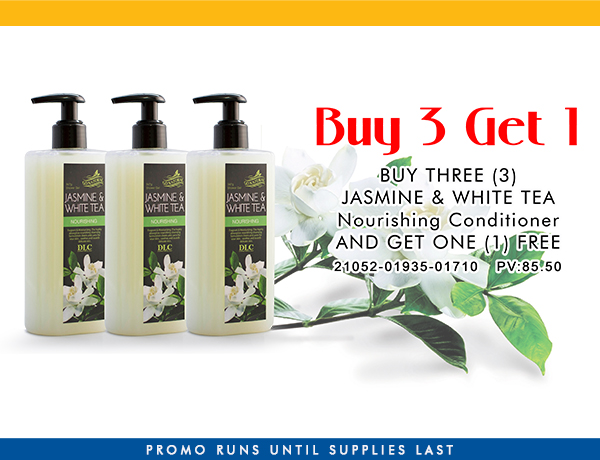 Buy 3 Get 1
BUY THREE (3)
JASMINE & WHITE TEA
Nourishing Conditioner
AND GET ONE (1) FREE
21052-01935-01710 PV:85.50
JASMINE &
WHITE TEA
NOURISHING
DLC
JASMINE &
WHITE TEA
NOURISHING
DLC
JASMINE &
WHITE TEA
NOURISHING
DLC
PROMO RUNS UNTIL SUPPLIES LAST